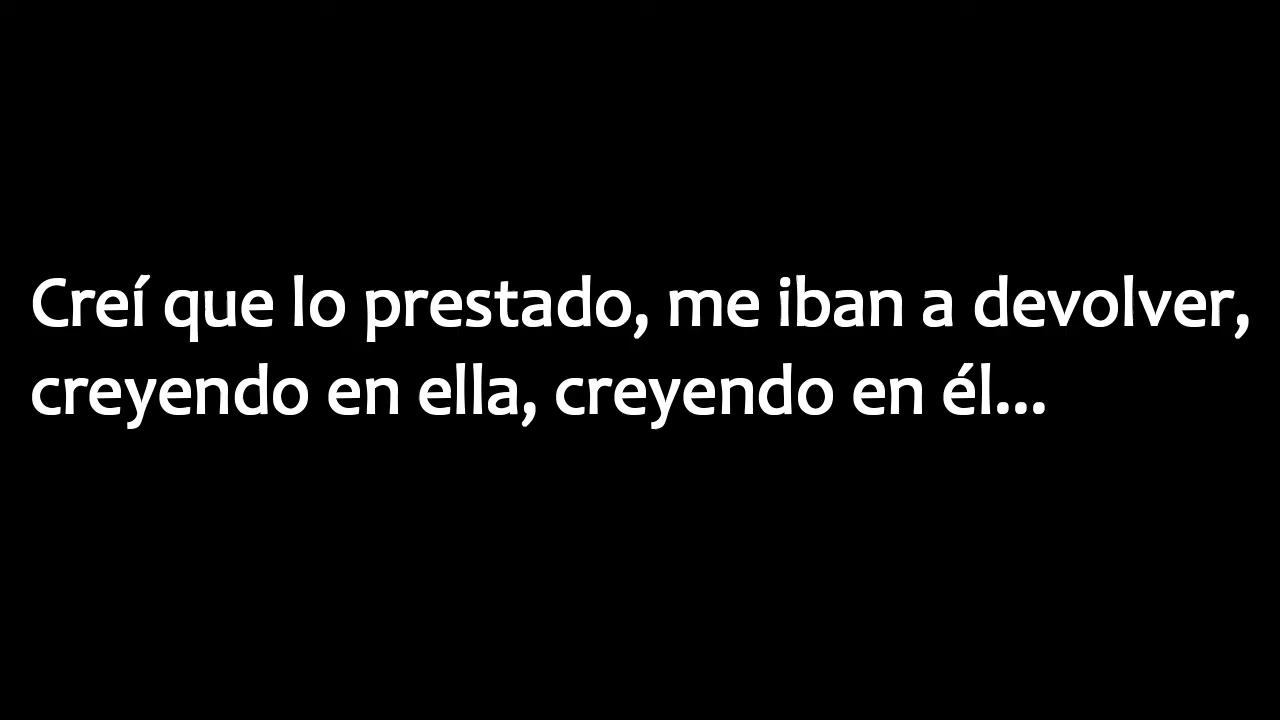 Creí que lo prestado, me iban a devolver,
creyendo en ella, creyendo en él...